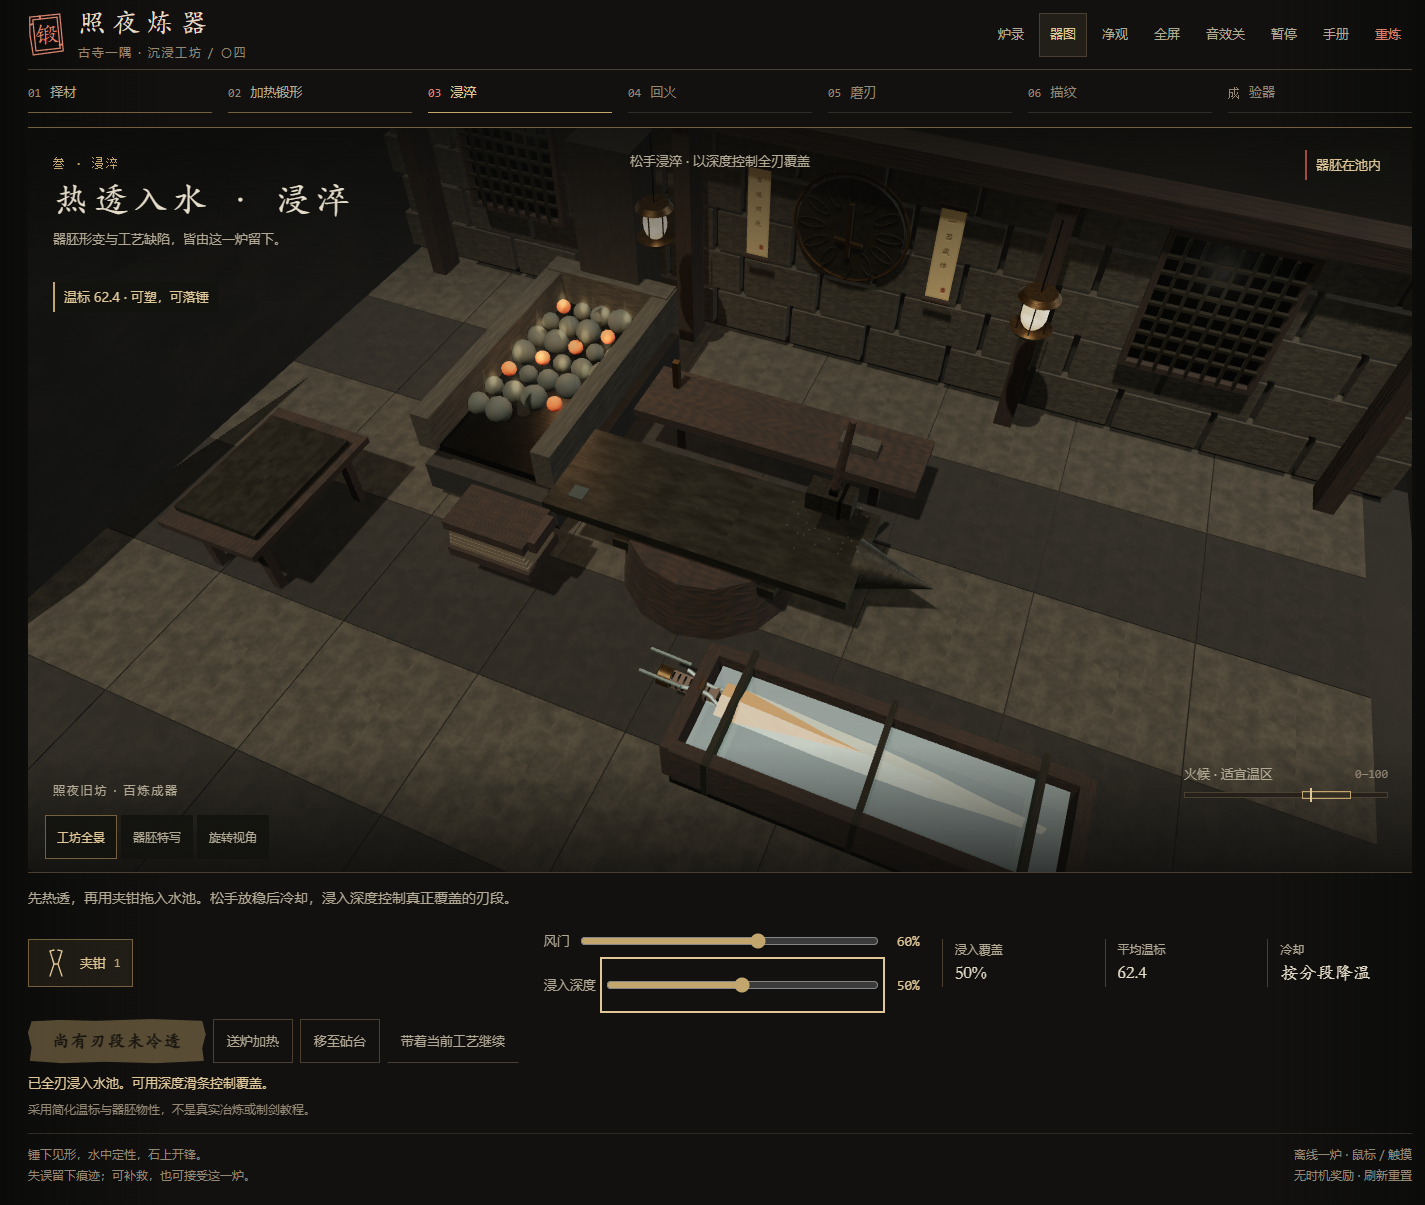 锻
照夜炼器
古寺一隅 · 沉浸工坊 / 〇四
炉录 器图 净观 全屏 音效关 暂停 手册 重炼
01 择材 02 加热锻形 03 浸淬 04 回火 05 磨刃 06 描纹 成 验器
叁 · 浸淬
热透入水 · 浸淬
器胚形变与工艺缺陷，皆由这一炉留下。
温标 62.4 · 可塑，可落锤
松手浸淬 · 以深度控制全刃覆盖
器胚在池内
照夜旧坊 · 百炼成器
工坊全景 器胚特写 旋转视角
火候 · 适宜温区 0—100
先热透，再用夹钳拖入水池。松手放稳后冷却，浸入深度控制真正覆盖的刃段。
夹钳 1
风门 60%
浸入深度 50%
浸入覆盖
50%
平均温标
62.4
冷却
按分段降温
尚有刃段未冷透 送炉加热 移至砧台 带着当前工艺继续
已全刃浸入水池。可用深度滑条控制覆盖。
采用简化温标与器胚物性，不是真实冶炼或制剑教程。
锤下见形，水中定性，石上开锋。
失误留下痕迹；可补救，也可接受这一炉。
离线一炉 · 鼠标 / 触摸
无时机奖励 · 刷新重置